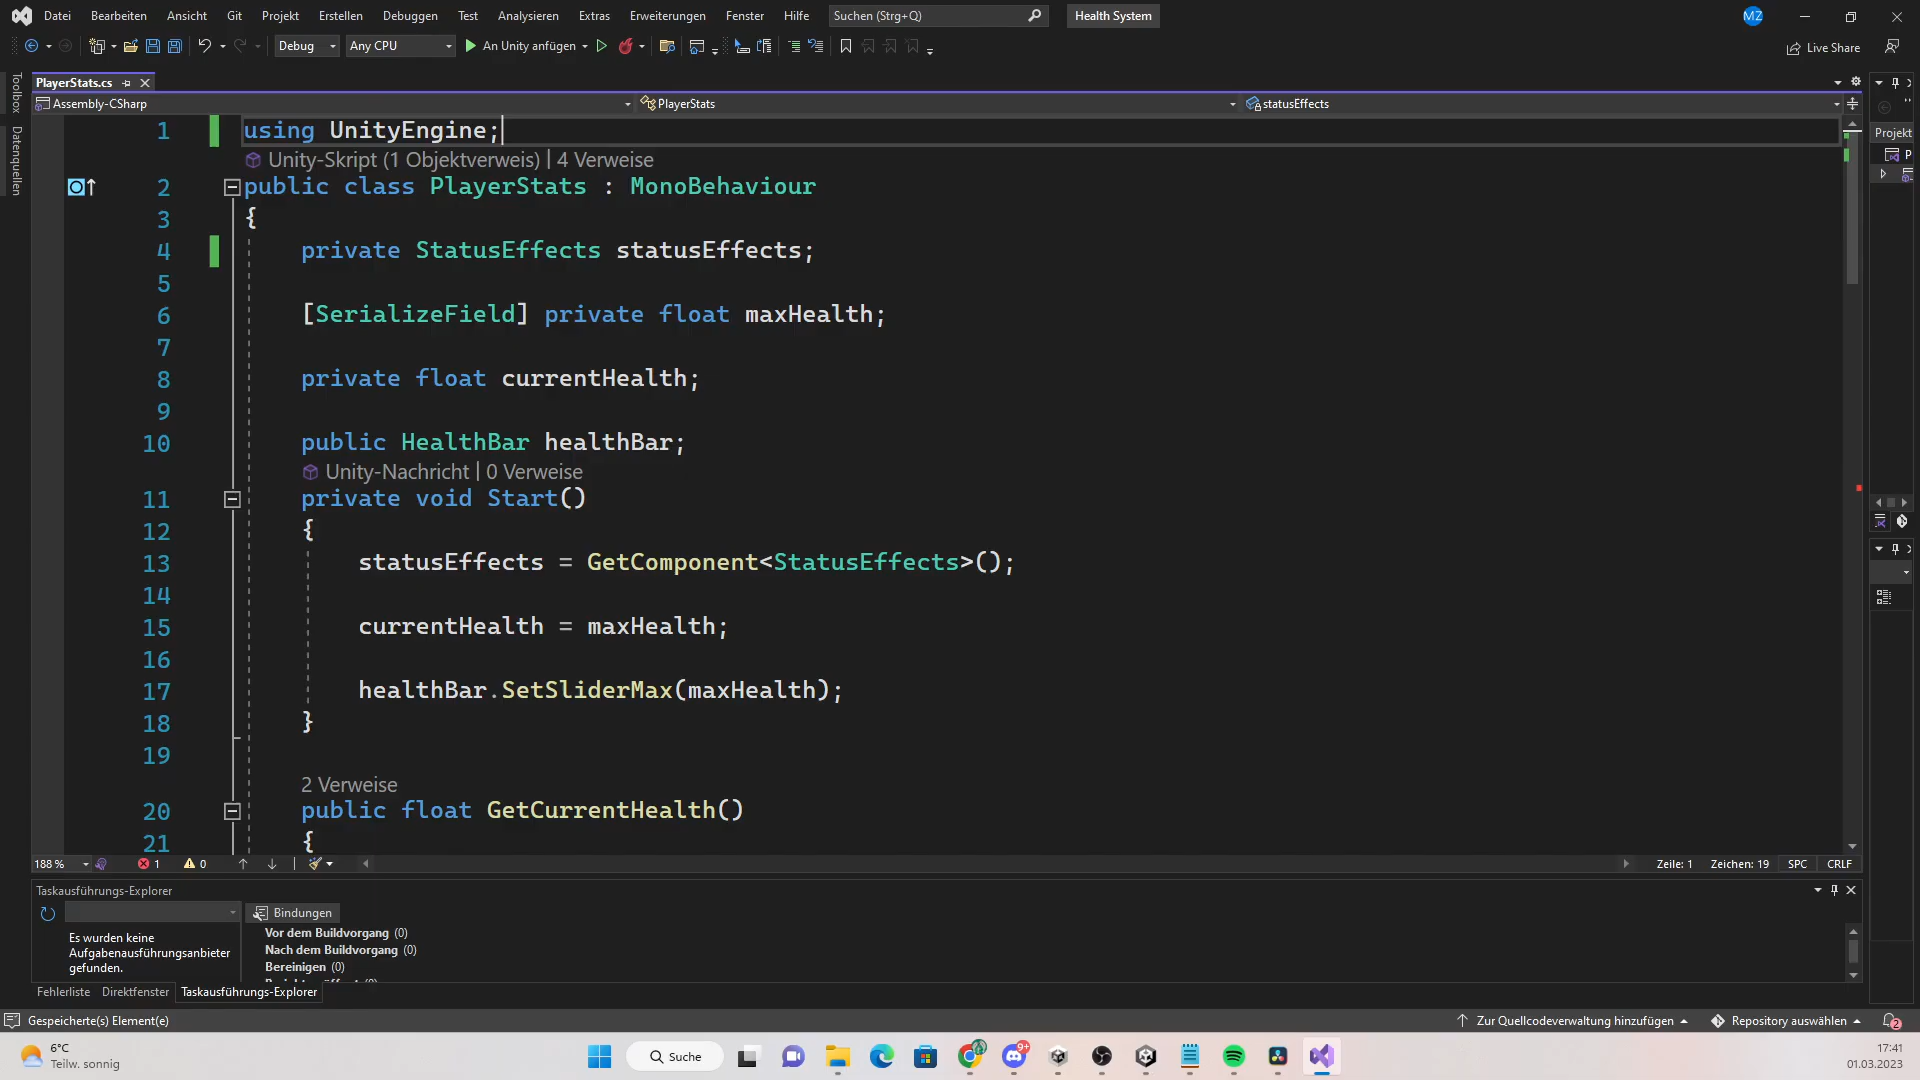 Datei Bearbeiten Ansicht Git Projekt Erstellen Debuggen Test Analysieren Extras Erweiterungen Fenster Hilfe Suchen (Strg+Q) Health System MZ
Debug Any CPU An Unity anfügen Live Share
Toolbox
Datenquellen
PlayerStats.cs
Assembly-CSharp PlayerStats statusEffects
Projekt
P
1 using UnityEngine;
Unity-Skript (1 Objektverweis) | 4 Verweise
2 public class PlayerStats : MonoBehaviour
3 {
4 private StatusEffects statusEffects;
5
6 [SerializeField] private float maxHealth;
7
8 private float currentHealth;
9
10 public HealthBar healthBar;
Unity-Nachricht | 0 Verweise
11 private void Start()
12 {
13 statusEffects = GetComponent<StatusEffects>();
14
15 currentHealth = maxHealth;
16
17 healthBar.SetSliderMax(maxHealth);
18 }
19
2 Verweise
20 public float GetCurrentHealth()
21 {
188 % 1 0 Zeile: 1 Zeichen: 19 SPC CRLF
Taskausführungs-Explorer
Bindungen
Es wurden keine
Aufgabenausführungsanbieter
gefunden.
Vor dem Buildvorgang (0)
Nach dem Buildvorgang (0)
Bereinigen (0)
Fehlerliste Direktfenster Taskausführungs-Explorer
Gespeicherte(s) Element(e) Zur Quellcodeverwaltung hinzufügen Repository auswählen 2
6°C
Teilw. sonnig
Suche
9+
17:41
01.03.2023